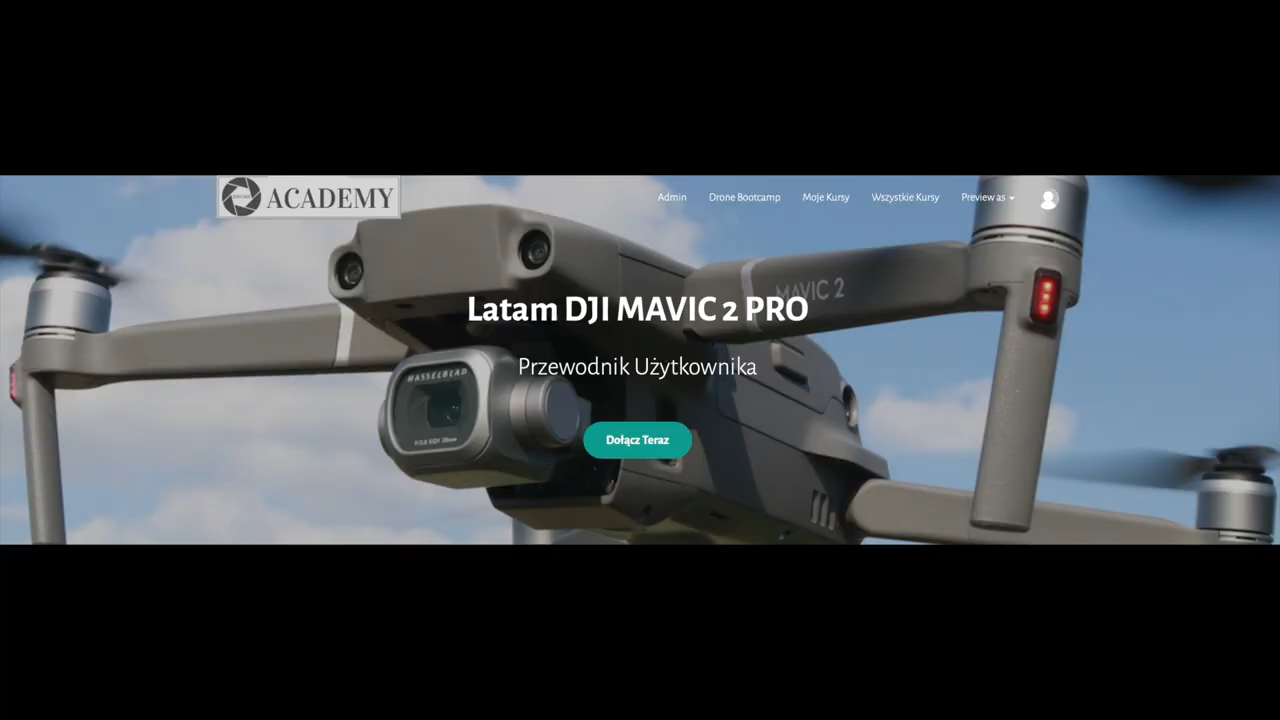 ACADEMY
Admin
Drone Bootcamp
Moje Kursy
Wszystkie Kursy
Preview as
MAVIC 2
Latam DJI MAVIC 2 PRO
Przewodnik Użytkownika
HASSELBLAD
Dołącz Teraz